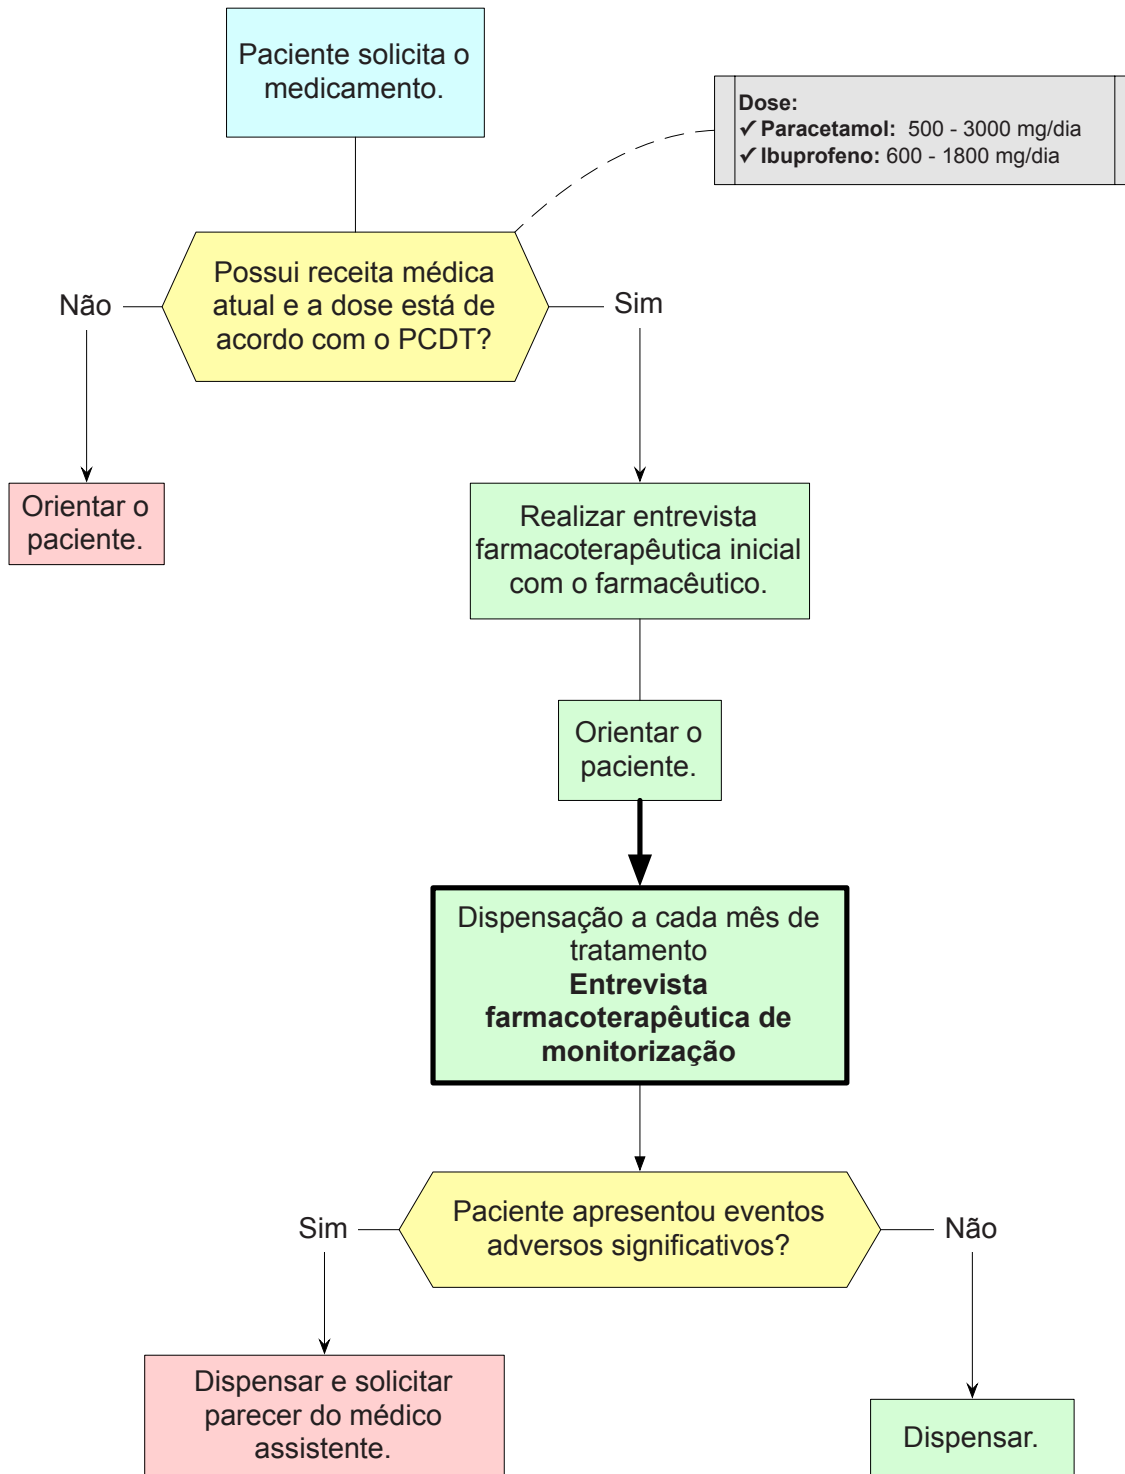 Paciente solicita o
medicamento.
Dose:
✓ Paracetamol: 500 - 3000 mg/dia
✓ Ibuprofeno: 600 - 1800 mg/dia
Possui receita médica
atual e a dose está de
acordo com o PCDT?
Não
Sim
Orientar o
paciente.
Realizar entrevista
farmacoterapêutica inicial
com o farmacêutico.
Orientar o
paciente.
Dispensação a cada mês de
tratamento
Entrevista
farmacoterapêutica de
monitorização
Paciente apresentou eventos
adversos significativos?
Sim
Não
Dispensar e solicitar
parecer do médico
assistente.
Dispensar.